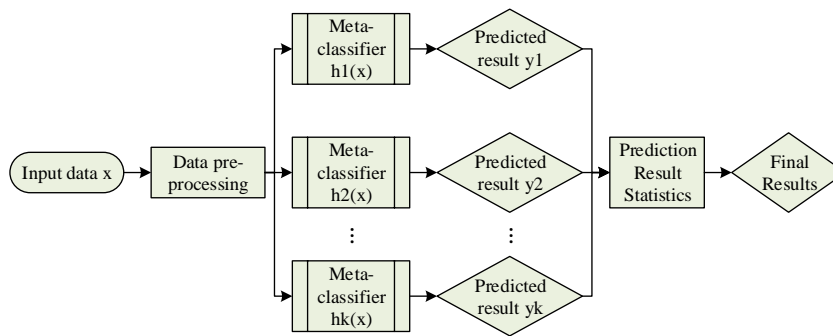 Input data x
Data pre-
processing
Meta-
classifier
h1(x)
Predicted
result y1
Meta-
classifier
h2(x)
Predicted
result y2
⋮
⋮
Meta-
classifier
hk(x)
Predicted
result yk
Prediction
Result
Statistics
Final
Results